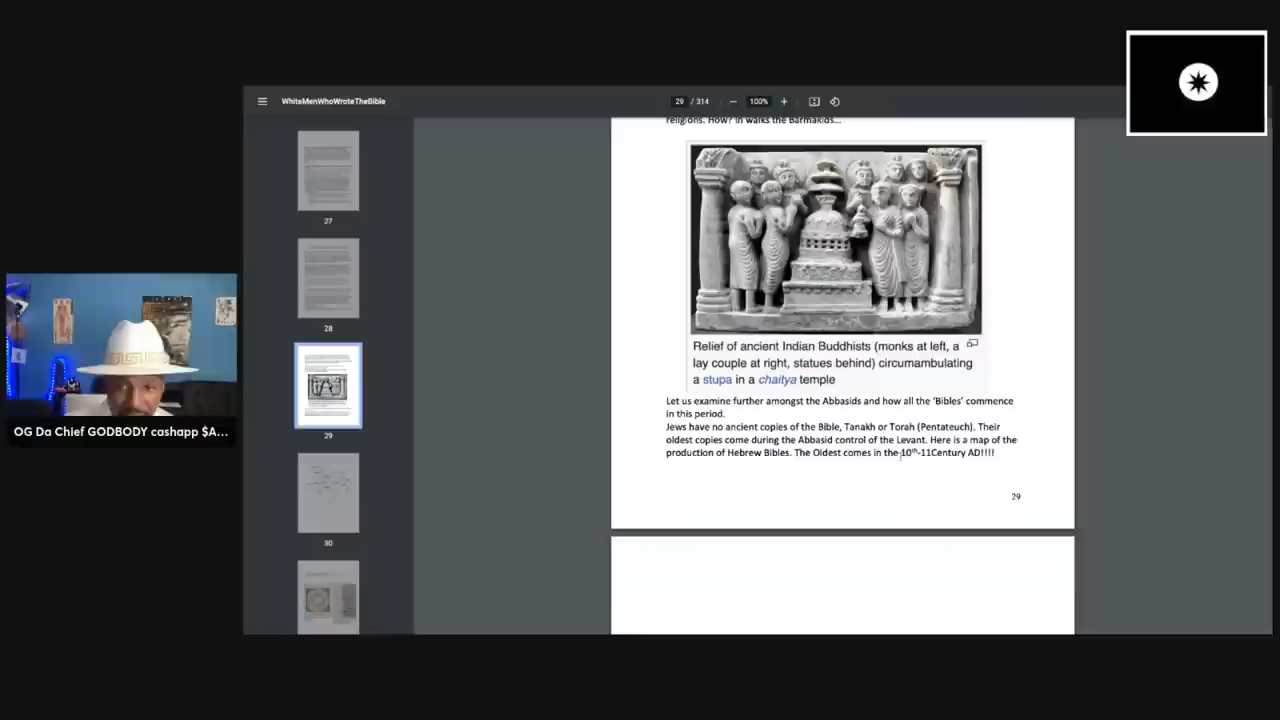 WhiteMenWhoWroteTheBible
29 / 314
100%
religions. How? In walks the Barmakids...
27
28
29
30
Relief of ancient Indian Buddhists (monks at left, a
lay couple at right, statues behind) circumambulating
a stupa in a chaitya temple
Let us examine further amongst the Abbasids and how all the 'Bibles' commence
in this period.
Jews have no ancient copies of the Bible, Tanakh or Torah (Pentateuch). Their
oldest copies come during the Abbasid control of the Levant. Here is a map of the
production of Hebrew Bibles. The Oldest comes in the 10th-11Century AD!!!!
29
OG Da Chief GODBODY cashapp $A...